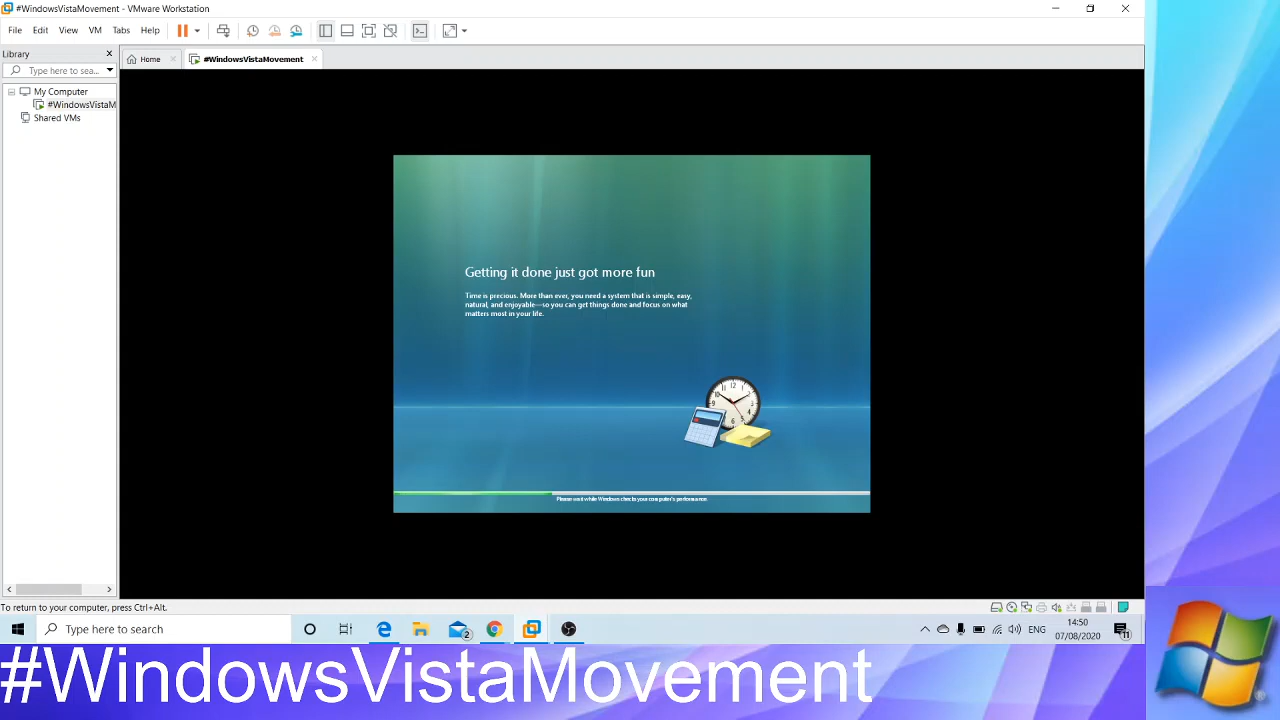 #WindowsVistaMovement - VMware Workstation
File Edit View VM Tabs Help
Library
Home
#WindowsVistaMovement
Type here to sea...
My Computer
#WindowsVistaM
Shared VMs
Getting it done just got more fun
Time is precious. More than ever, you need a system that is simple, easy,
natural, and enjoyable—so you can get things done and focus on what
matters most in your life.
Please wait while Windows checks your computer's performance.
To return to your computer, press Ctrl+Alt.
Type here to search
2
ENG
14:50
07/08/2020
11
#WindowsVistaMovement